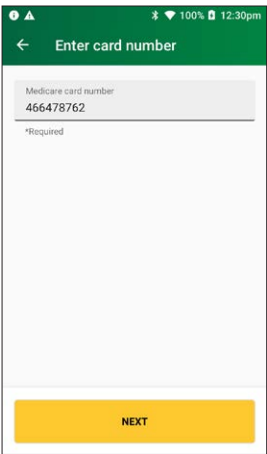 100% 12:30pm
Enter card number
Medicare card number
466478762
*Required
NEXT